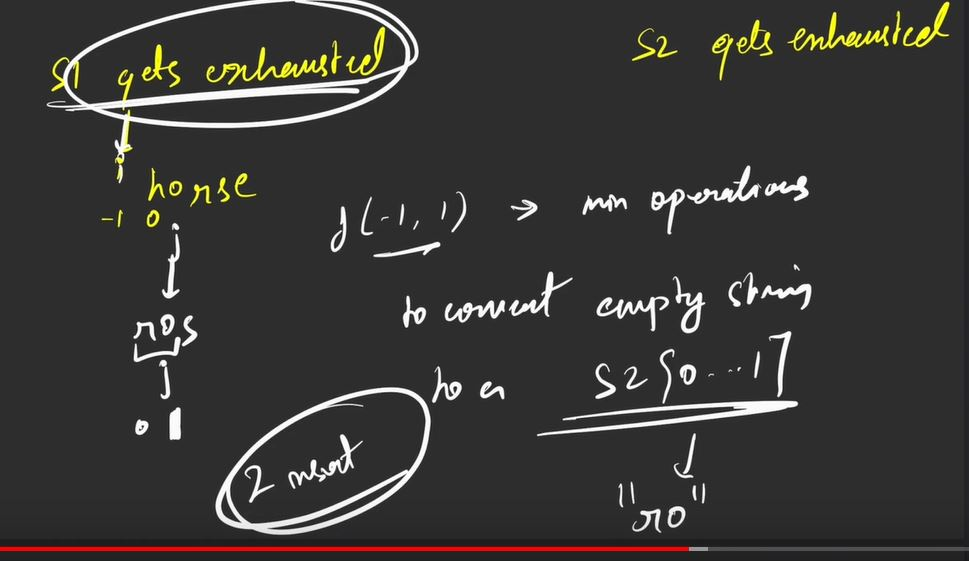 S1 gets exhausted
S2 gets enhausted
i
horse
-1 0
j
f(-1, 1) → min operations
to convert empty string
to a S2[0...1]
ros
j
0 1
2 insert
"ro"